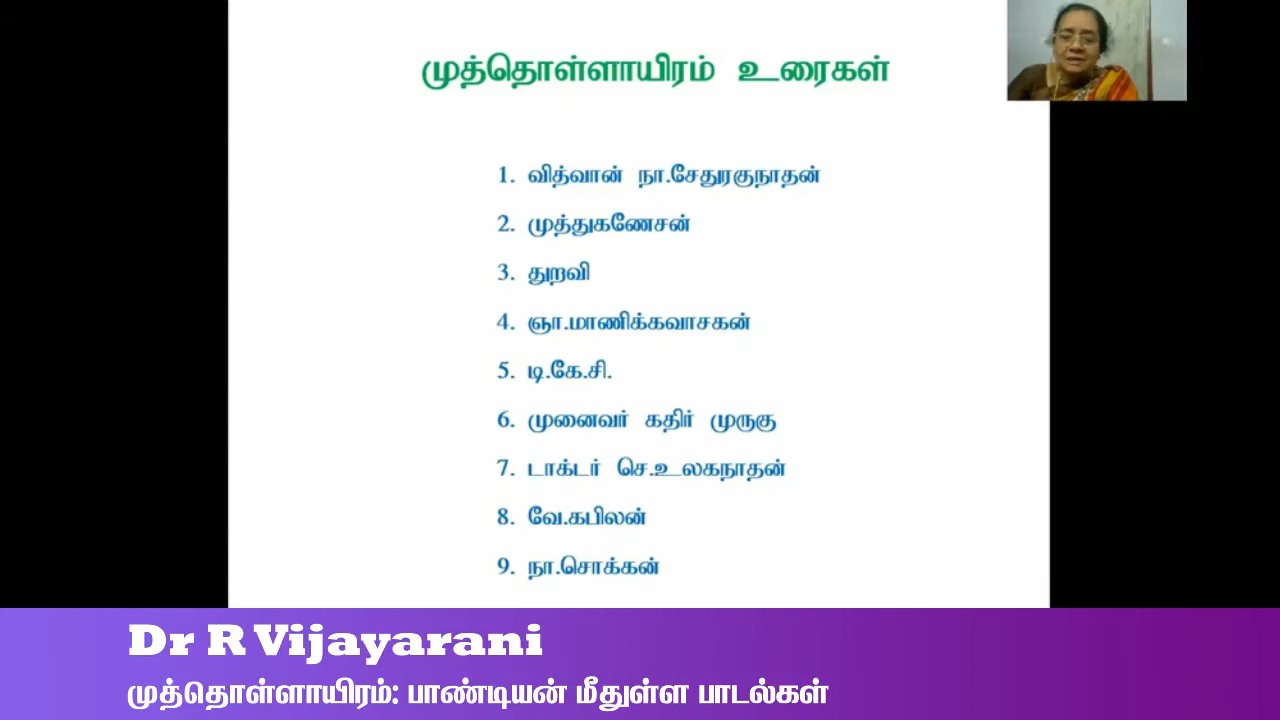 முத்தொள்ளாயிரம் உரைகள்
1. வித்வான் நா.சேதுரகுநாதன்
2. முத்துகணேசன்
3. துறவி
4. ஞா.மாணிக்கவாசகன்
5. டி.கே.சி.
6. முனைவர் கதிர் முருகு
7. டாக்டர் செ.உலகநாதன்
8. வே.கபிலன்
9. நா.சொக்கன்
Dr R Vijayarani
முத்தொள்ளாயிரம்: பாண்டியன் மீதுள்ள பாடல்கள்